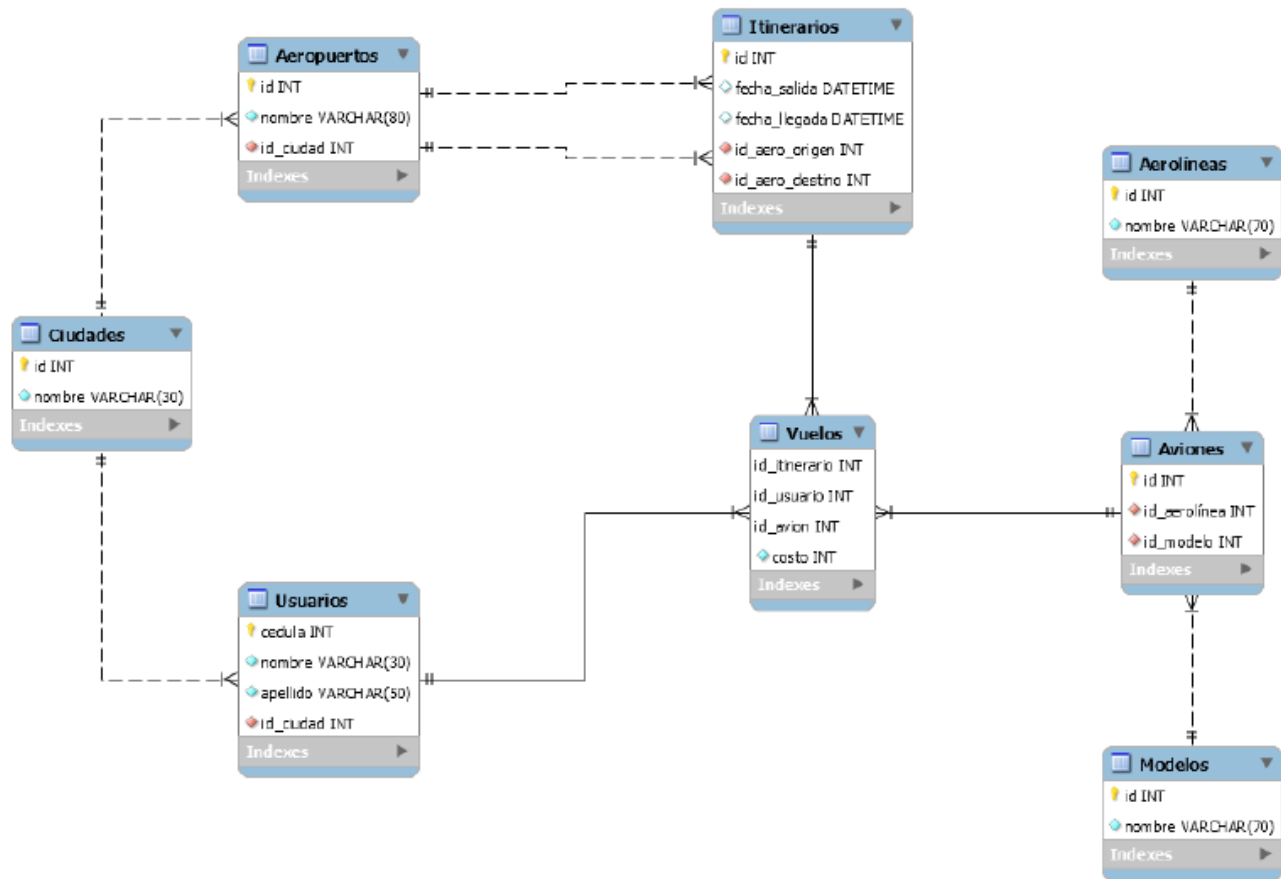 Aeropuertos
id INT
nombre VARCHAR(80)
id_ciudad INT
Indexes
Itinerarios
id INT
fecha_salida DATETIME
fecha_llegada DATETIME
id_aero_origen INT
id_aero_destino INT
Indexes
Aerolíneas
id INT
nombre VARCHAR(70)
Indexes
Ciudades
id INT
nombre VARCHAR(30)
Indexes
Vuelos
id_itinerario INT
id_usuario INT
id_avion INT
costo INT
Indexes
Aviones
id INT
id_aerolínea INT
id_modelo INT
Indexes
Usuarios
cedula INT
nombre VARCHAR(30)
apellido VARCHAR(50)
id_ciudad INT
Indexes
Modelos
id INT
nombre VARCHAR(70)
Indexes